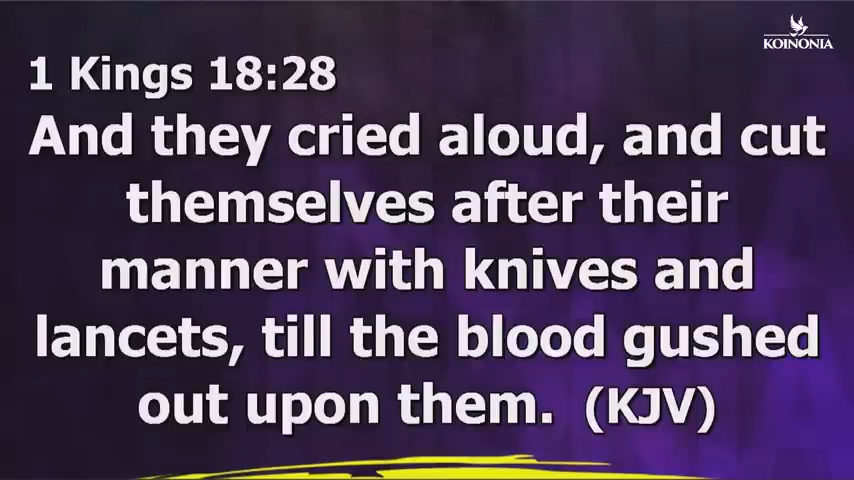 KOINONIA
1 Kings 18:28
And they cried aloud, and cut
themselves after their
manner with knives and
lancets, till the blood gushed
out upon them. (KJV)